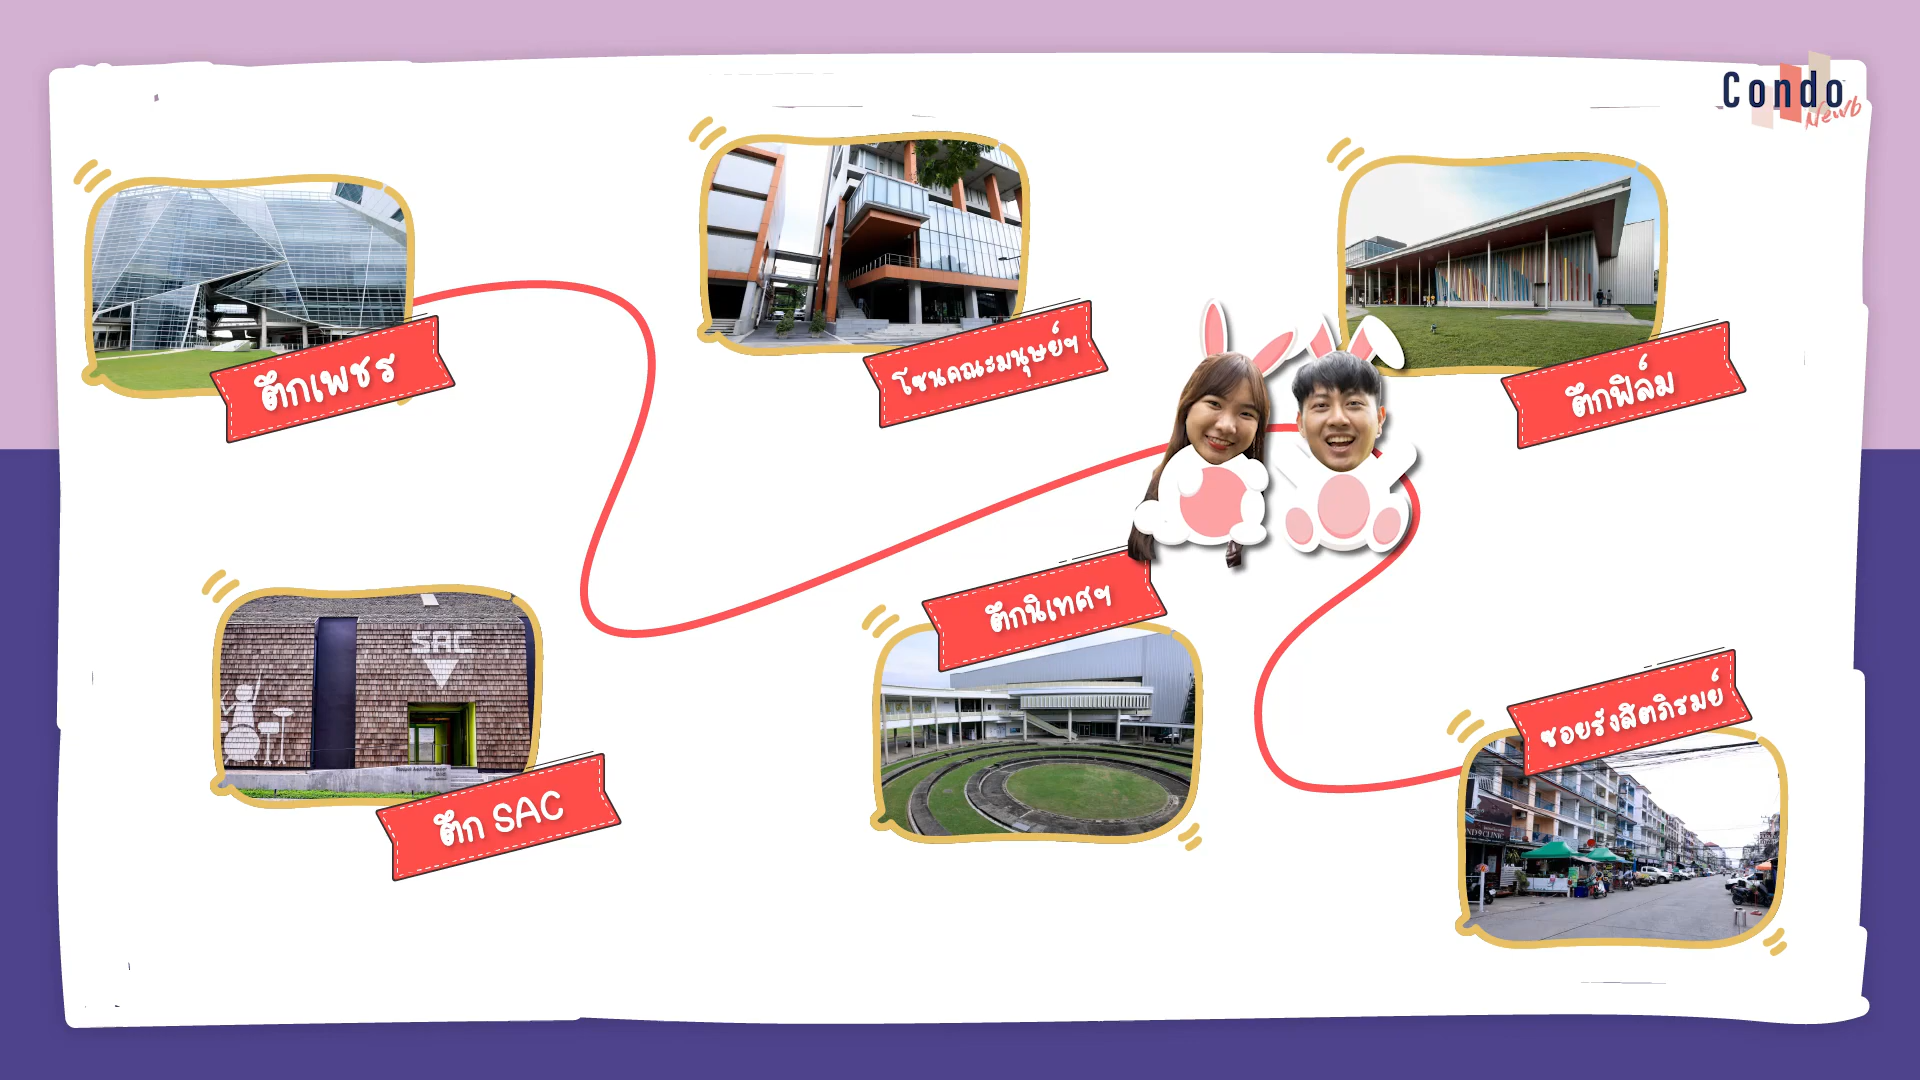 Condo
Newb
ตึกเพชร
โซนคณะมนุษย์ฯ
ตึกฟิล์ม
SAC
ตึกนิเทศฯ
ตึก SAC
ซอยรังสิตภิรมย์